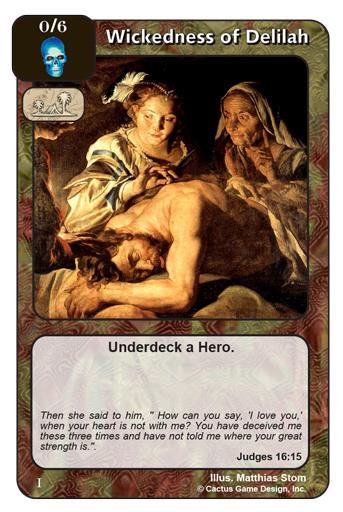 0/6
Wickedness of Delilah
Underdeck a Hero.
Then she said to him, " How can you say, 'I love you,'
when your heart is not with me? You have deceived me
these three times and have not told me where your great
strength is.".
Judges 16:15
I
Illus. Matthias Stom
© Cactus Game Design, Inc.